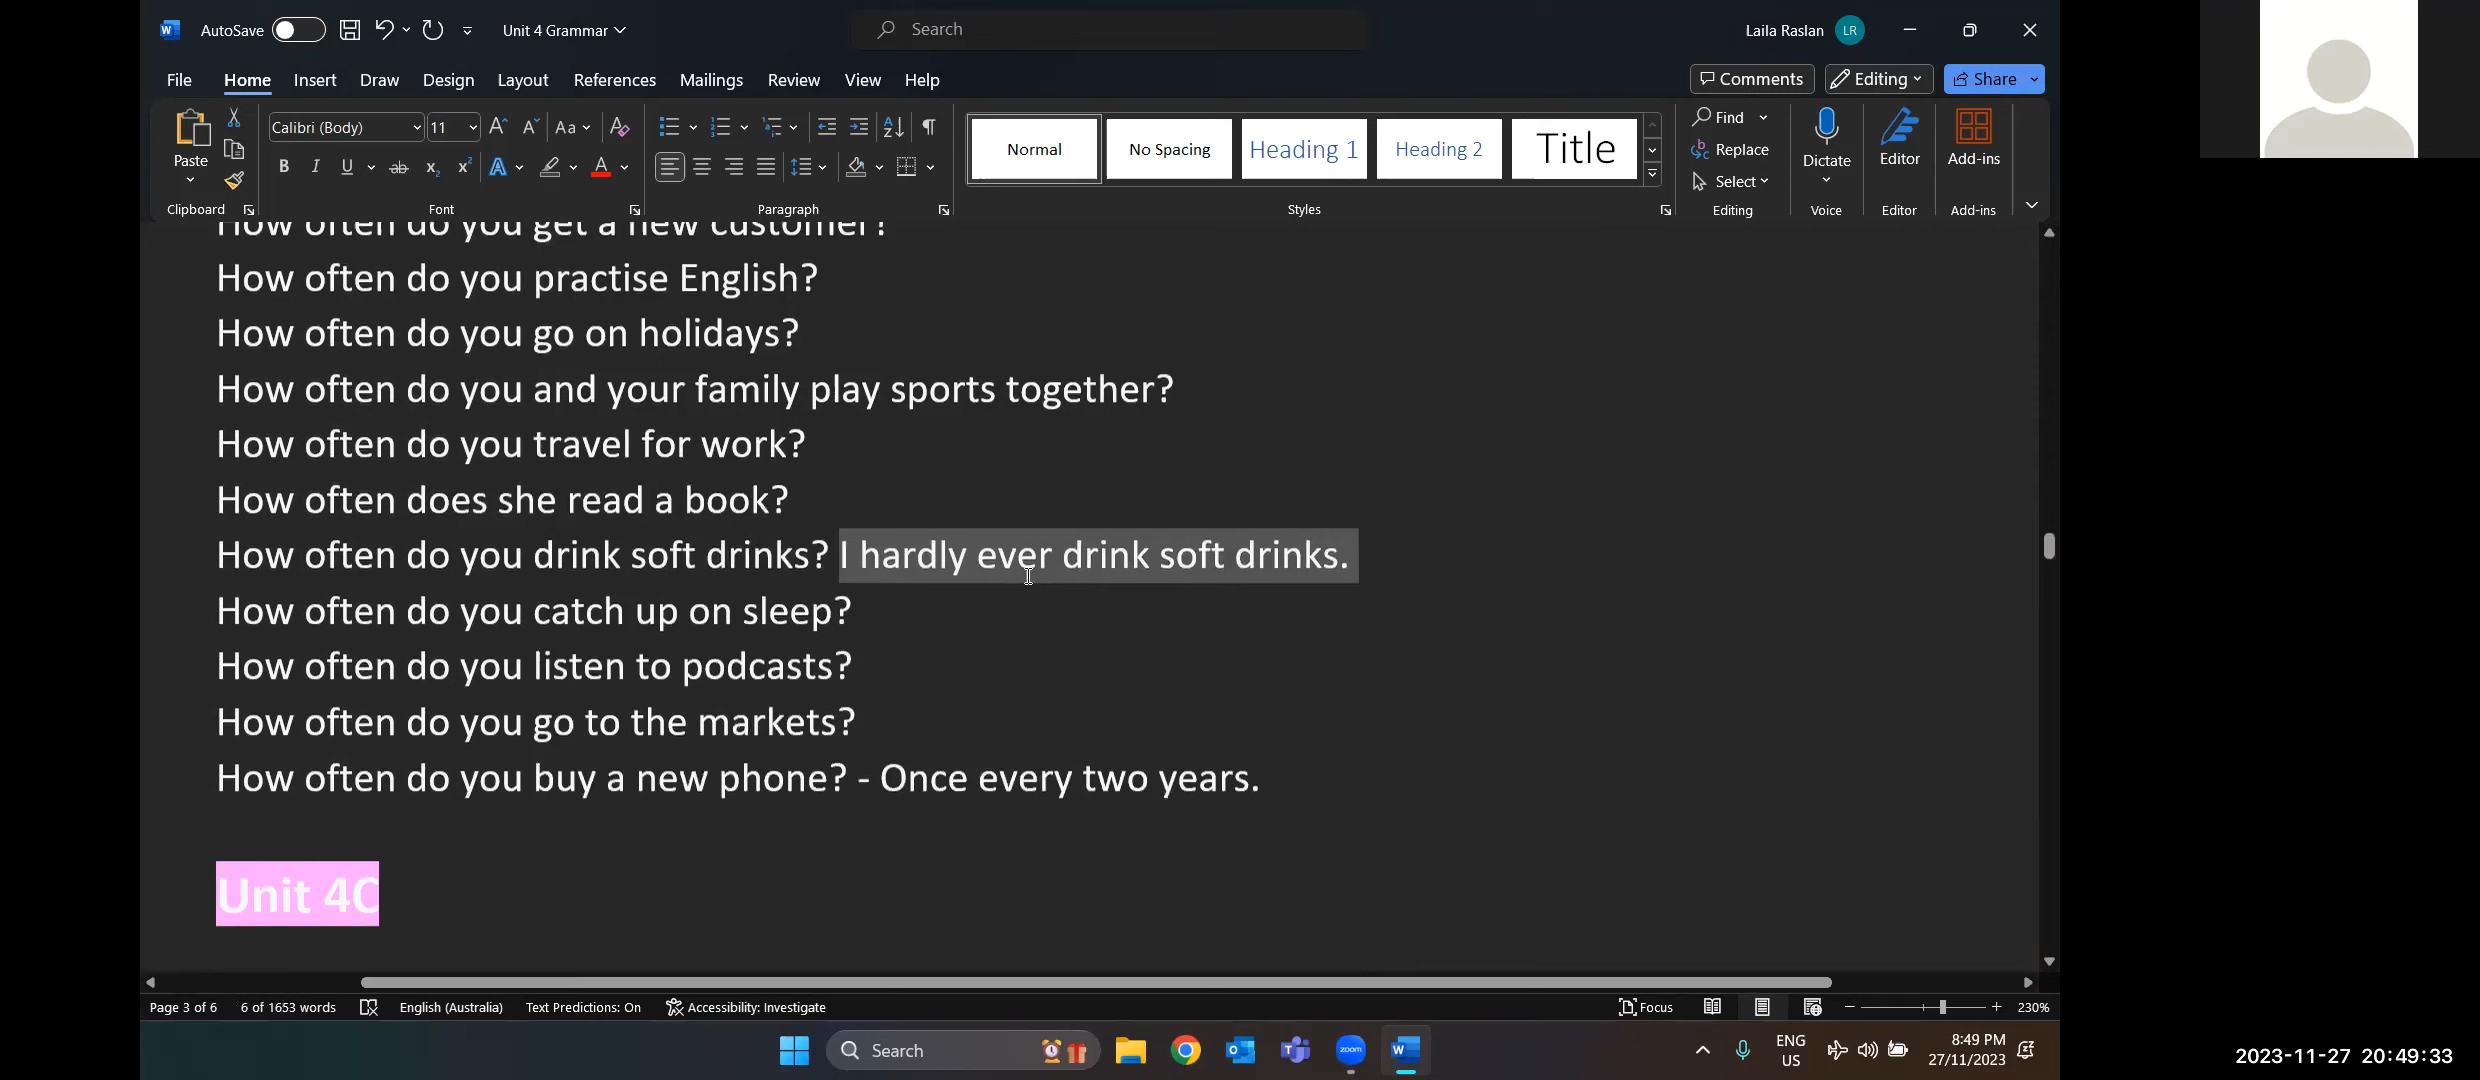 AutoSave
Unit 4 Grammar
Search
Laila Raslan
LR
File Home Insert Draw Design Layout References Mailings Review View Help
Comments Editing Share
Paste
Clipboard
Calibri (Body) 11
Font
Paragraph
Normal
No Spacing
Heading 1
Heading 2
Title
Styles
Find
Replace
Select
Editing
Dictate
Voice
Editor
Editor
Add-ins
Add-ins
How often do you get a new customer?
How often do you practise English?
How often do you go on holidays?
How often do you and your family play sports together?
How often do you travel for work?
How often does she read a book?
How often do you drink soft drinks? I hardly ever drink soft drinks.
How often do you catch up on sleep?
How often do you listen to podcasts?
How often do you go to the markets?
How often do you buy a new phone? - Once every two years.
Unit 4C
Page 3 of 6 6 of 1653 words English (Australia) Text Predictions: On Accessibility: Investigate Focus 230%
Search
zoom
ENG
US
8:49 PM
27/11/2023
2023-11-27 20:49:33